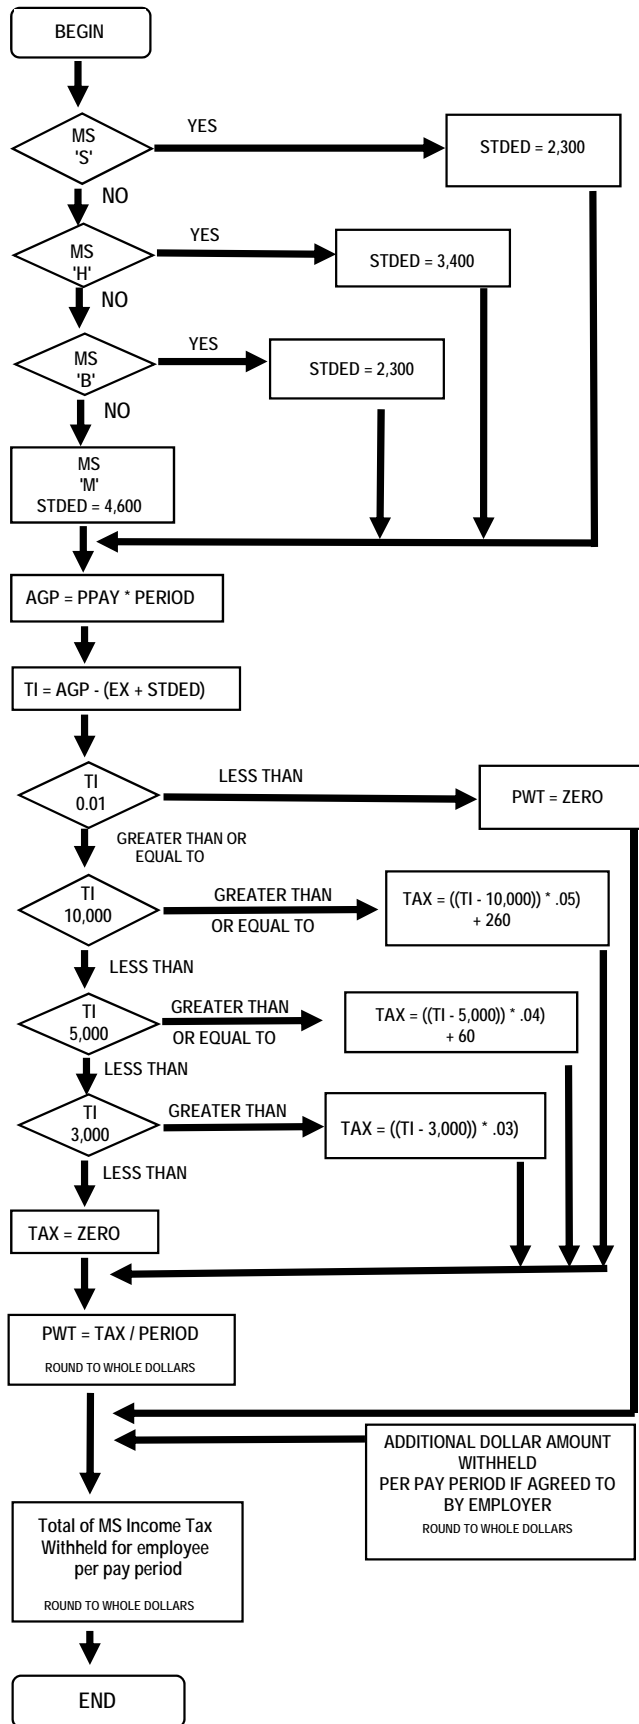 BEGIN
MS
'S'
YES
STDED = 2,300
NO
MS
'H'
YES
STDED = 3,400
NO
MS
'B'
YES
STDED = 2,300
NO
MS
'M'
STDED = 4,600
AGP = PPAY * PERIOD
TI = AGP - (EX + STDED)
TI
0.01
LESS THAN
PWT = ZERO
GREATER THAN OR
EQUAL TO
TI
10,000
GREATER THAN
OR EQUAL TO
TAX = ((TI - 10,000)) * .05)
+ 260
LESS THAN
TI
5,000
GREATER THAN
OR EQUAL TO
TAX = ((TI - 5,000)) * .04)
+ 60
LESS THAN
TI
3,000
GREATER THAN
TAX = ((TI - 3,000)) * .03)
LESS THAN
TAX = ZERO
PWT = TAX / PERIOD
ROUND TO WHOLE DOLLARS
ADDITIONAL DOLLAR AMOUNT
WITHHELD
PER PAY PERIOD IF AGREED TO
BY EMPLOYER
ROUND TO WHOLE DOLLARS
Total of MS Income Tax
Withheld for employee
per pay period
ROUND TO WHOLE DOLLARS
END